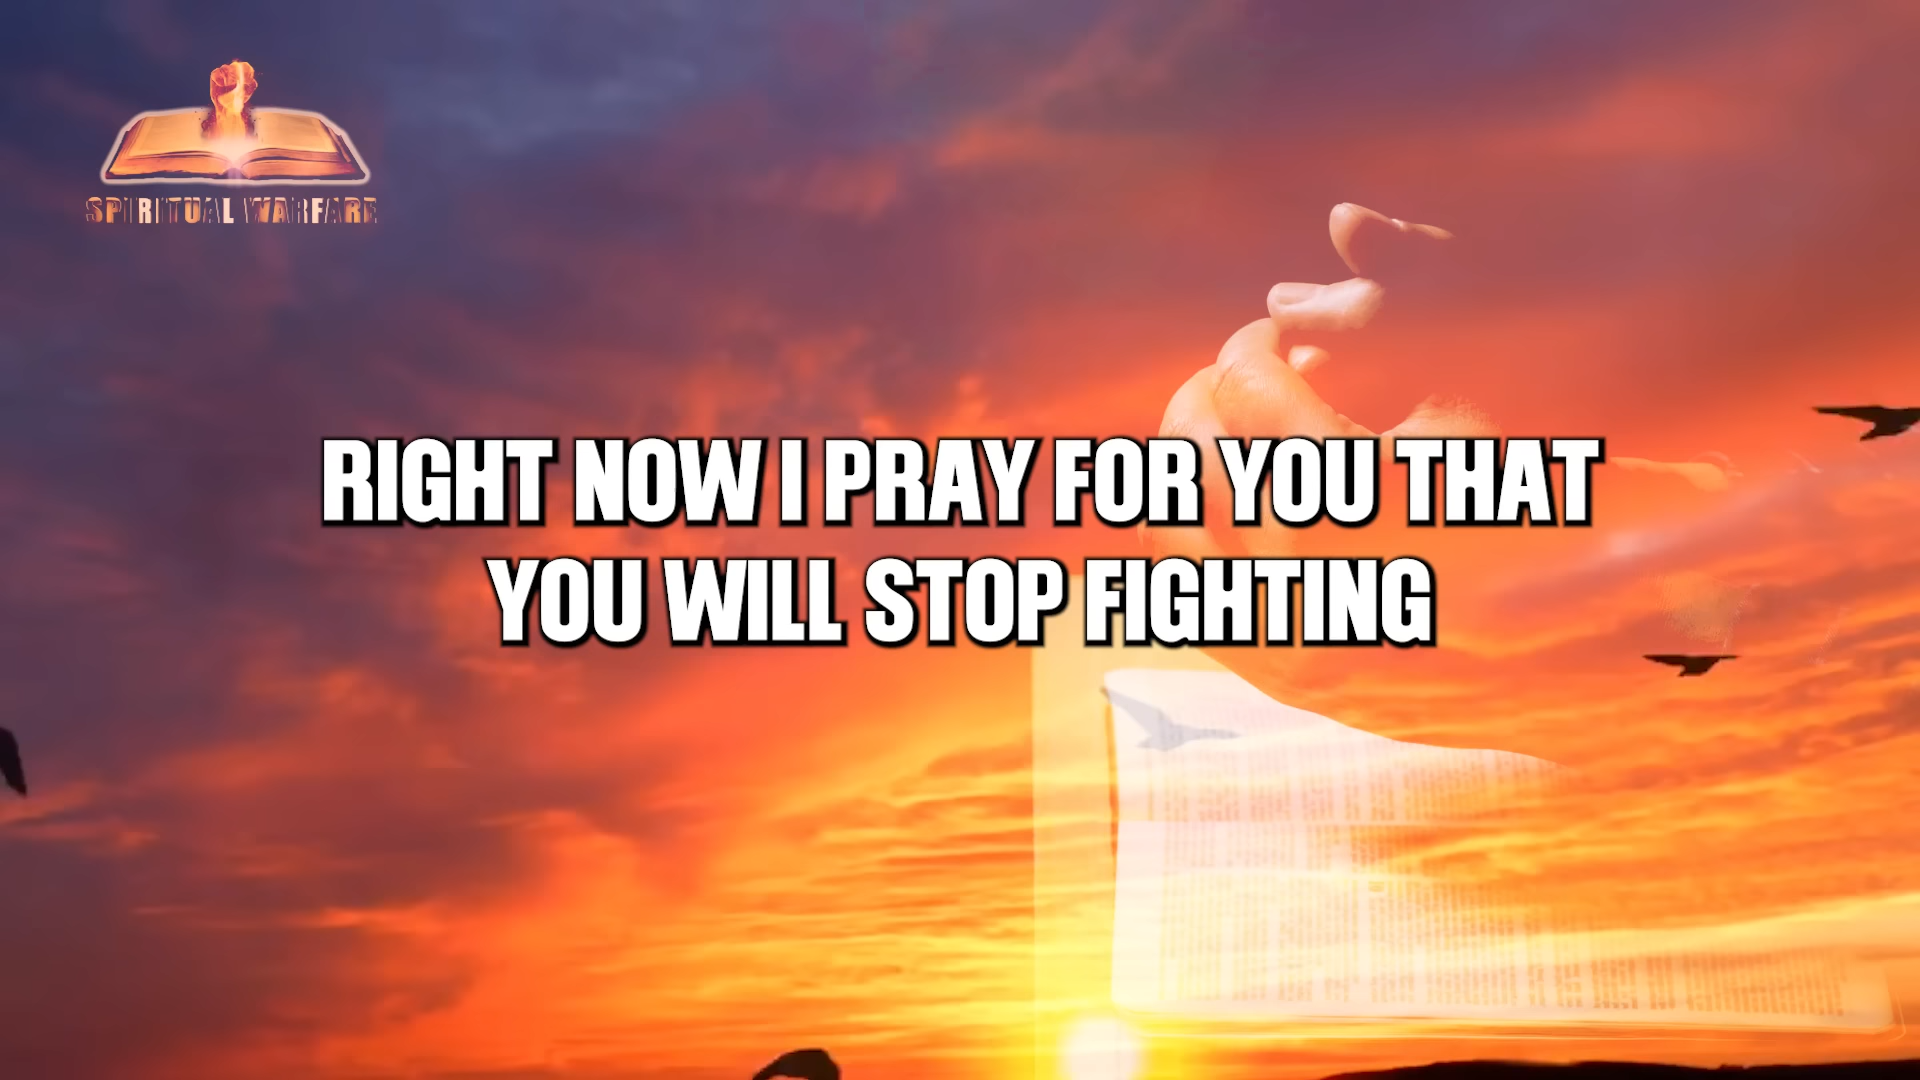 SPIRITUAL WARFARE
RIGHT NOW I PRAY FOR YOU THAT
YOU WILL STOP FIGHTING